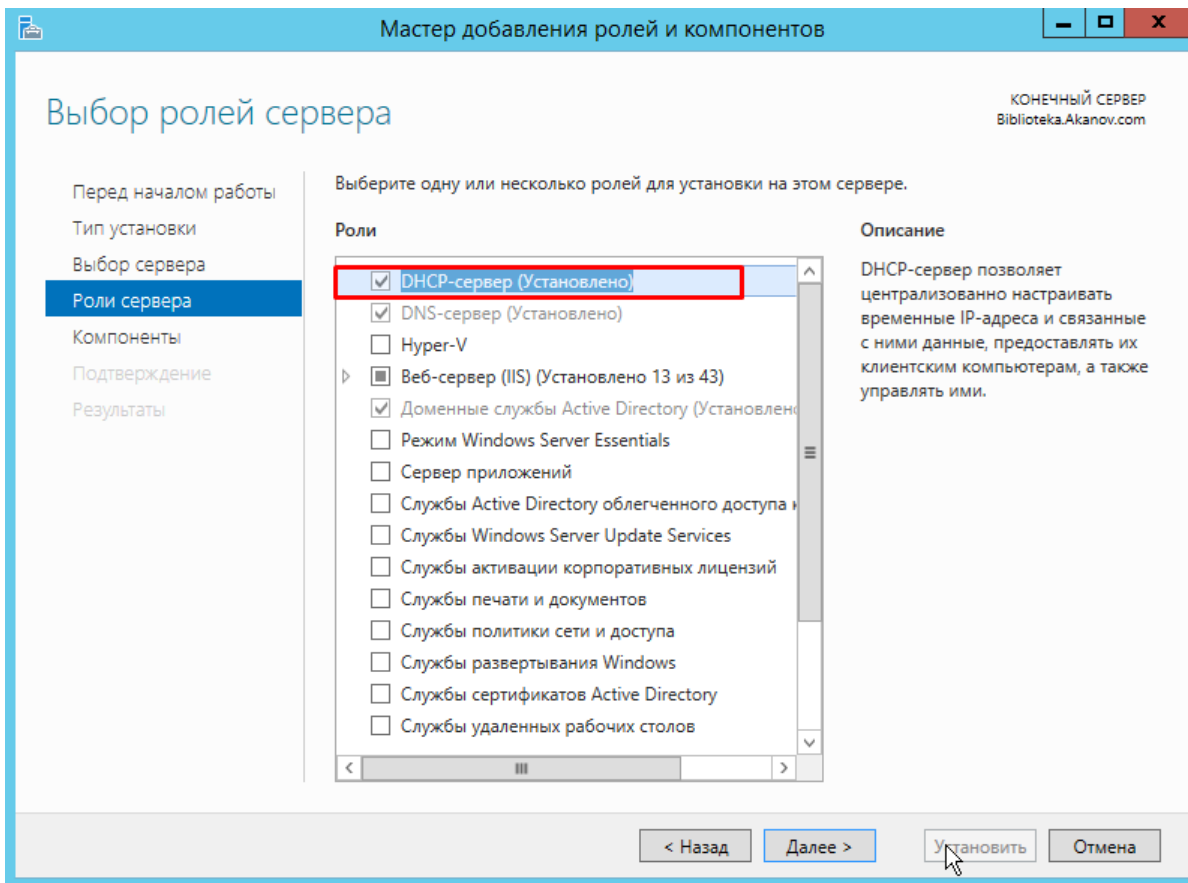 Мастер добавления ролей и компонентов
Выбор ролей сервера
КОНЕЧНЫЙ СЕРВЕР
Biblioteka.Akanov.com
Перед началом работы
Тип установки
Выбор сервера
Роли сервера
Компоненты
Подтверждение
Результаты
Выберите одну или несколько ролей для установки на этом сервере.
Роли
DHCP-сервер (Установлено)
DNS-сервер (Установлено)
Hyper-V
Веб-сервер (IIS) (Установлено 13 из 43)
Доменные службы Active Directory (Установлено
Режим Windows Server Essentials
Сервер приложений
Службы Active Directory облегченного доступа к
Службы Windows Server Update Services
Службы активации корпоративных лицензий
Службы печати и документов
Службы политики сети и доступа
Службы развертывания Windows
Службы сертификатов Active Directory
Службы удаленных рабочих столов
Описание
DHCP-сервер позволяет
централизованно настраивать
временные IP-адреса и связанные
с ними данные, предоставлять их
клиентским компьютерам, а также
управлять ими.
< Назад
Далее >
Установить
Отмена